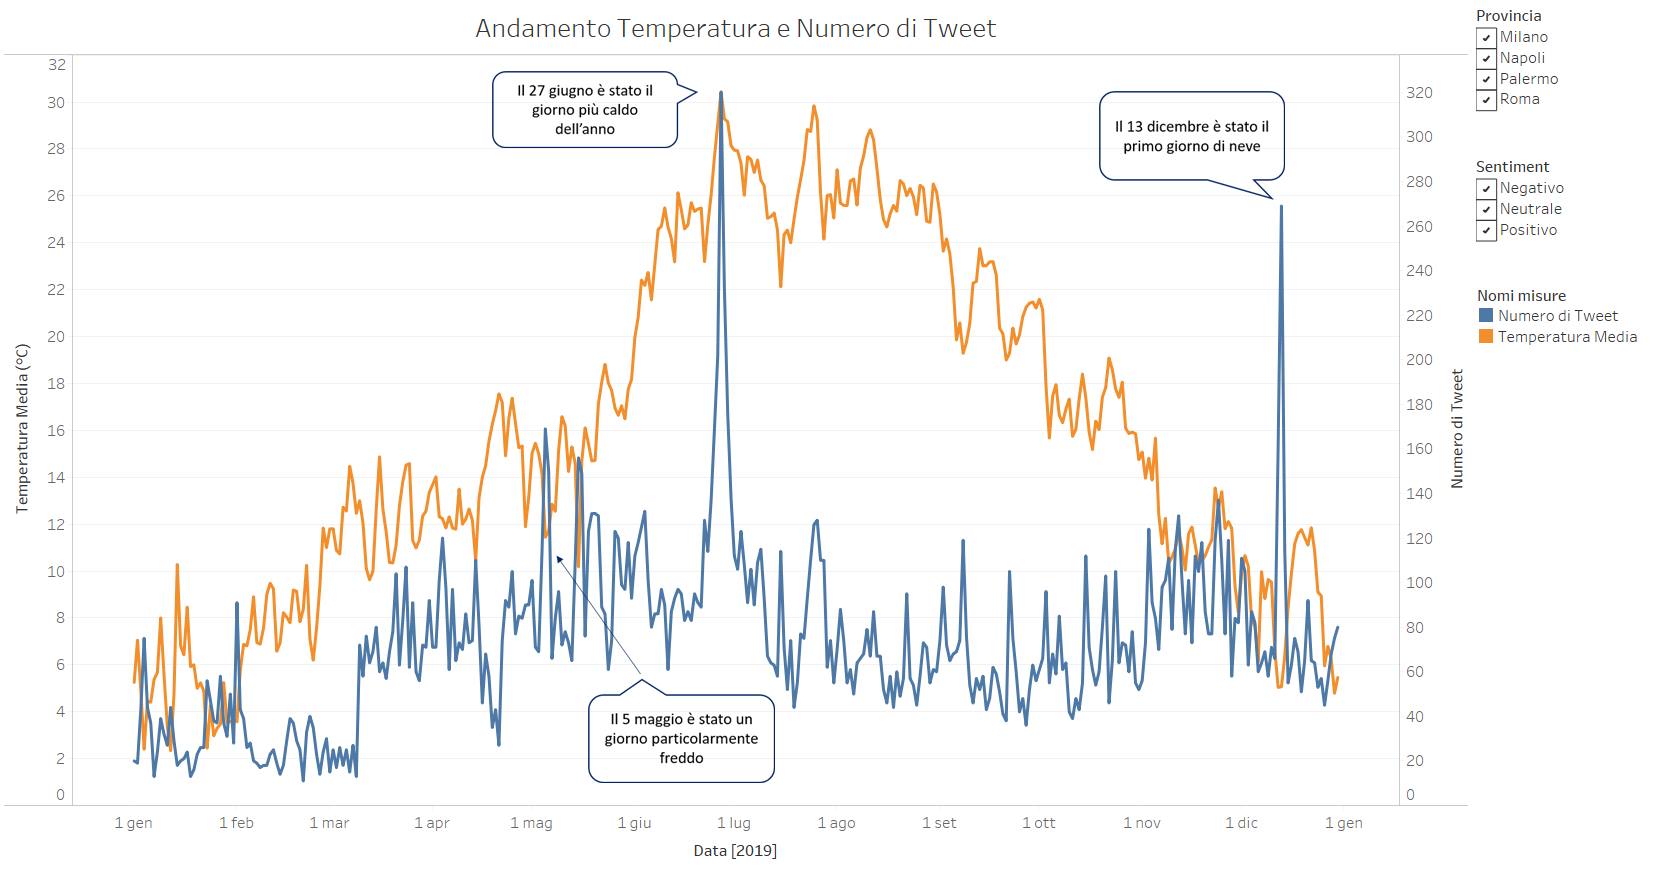 Andamento Temperatura e Numero di Tweet
Temperatura Media (°C)
32
30
28
26
24
22
20
18
16
14
12
10
8
6
4
2
0
Il 27 giugno è stato il
giorno più caldo
dell'anno
Il 13 dicembre è stato il
primo giorno di neve
Il 5 maggio è stato un
giorno particolarmente
freddo
320
300
280
260
240
220
200
180
160
140
120
100
80
60
40
20
0
Numero di Tweet
1 gen
1 feb
1 mar
1 apr
1 mag
1 giu
1 lug
1 ago
1 set
1 ott
1 nov
1 dic
1 gen
Data [2019]
Provincia
Milano
Napoli
Palermo
Roma
Sentiment
Negativo
Neutrale
Positivo
Nomi misure
Numero di Tweet
Temperatura Media